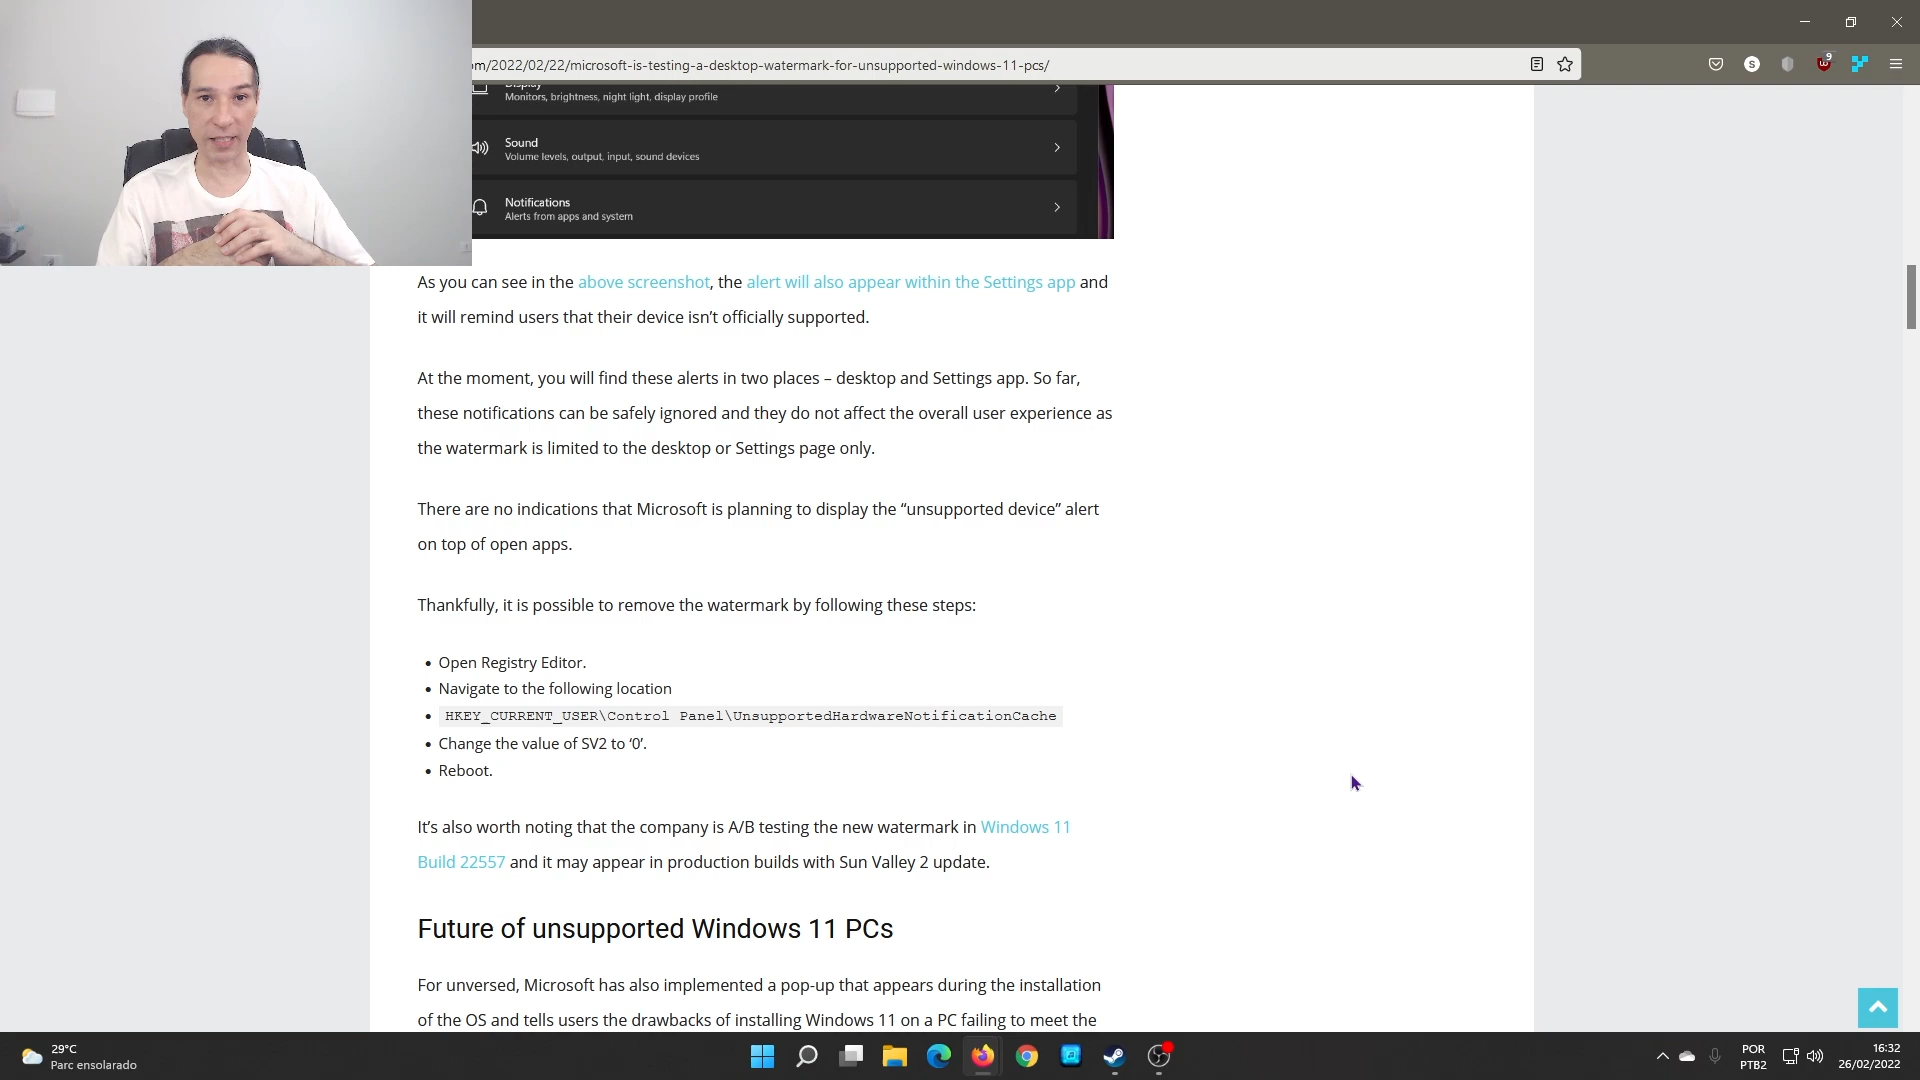 om/2022/02/22/microsoft-is-testing-a-desktop-watermark-for-unsupported-windows-11-pcs/
S
9
Display
Monitors, brightness, night light, display profile
Sound
Volume levels, output, input, sound devices
Notifications
Alerts from apps and system
As you can see in the above screenshot, the alert will also appear within the Settings app and
it will remind users that their device isn’t officially supported.
At the moment, you will find these alerts in two places – desktop and Settings app. So far,
these notifications can be safely ignored and they do not affect the overall user experience as
the watermark is limited to the desktop or Settings page only.
There are no indications that Microsoft is planning to display the “unsupported device” alert
on top of open apps.
Thankfully, it is possible to remove the watermark by following these steps:
• Open Registry Editor.
• Navigate to the following location
• HKEY_CURRENT_USER\Control Panel\UnsupportedHardwareNotificationCache
• Change the value of SV2 to ‘0’.
• Reboot.
It’s also worth noting that the company is A/B testing the new watermark in Windows 11
Build 22557 and it may appear in production builds with Sun Valley 2 update.
Future of unsupported Windows 11 PCs
For unversed, Microsoft has also implemented a pop-up that appears during the installation
of the OS and tells users the drawbacks of installing Windows 11 on a PC failing to meet the
29°C
Parc ensolarado
POR
PTB2
16:32
26/02/2022